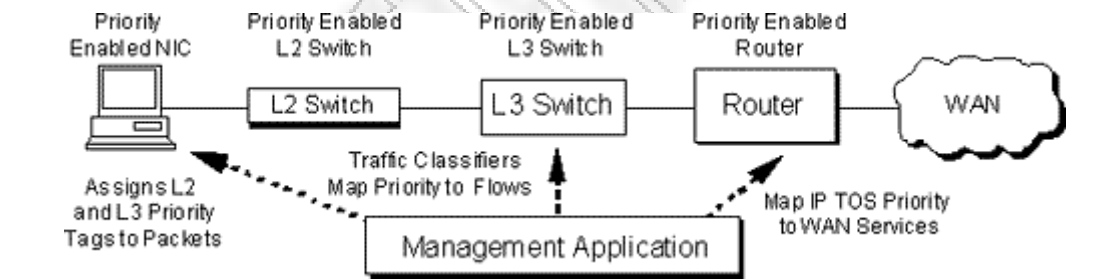 Priority
Enabled NIC
Priority Enabled
L2 Switch
Priority Enabled
L3 Switch
Priority Enabled
Router
L2 Switch
L3 Switch
Router
WAN
Traffic Classifiers
Map Priority to Flows
Assigns L2
and L3 Priority
Tags to Packets
Map IP TOS Priority
to WAN Services
Management Application